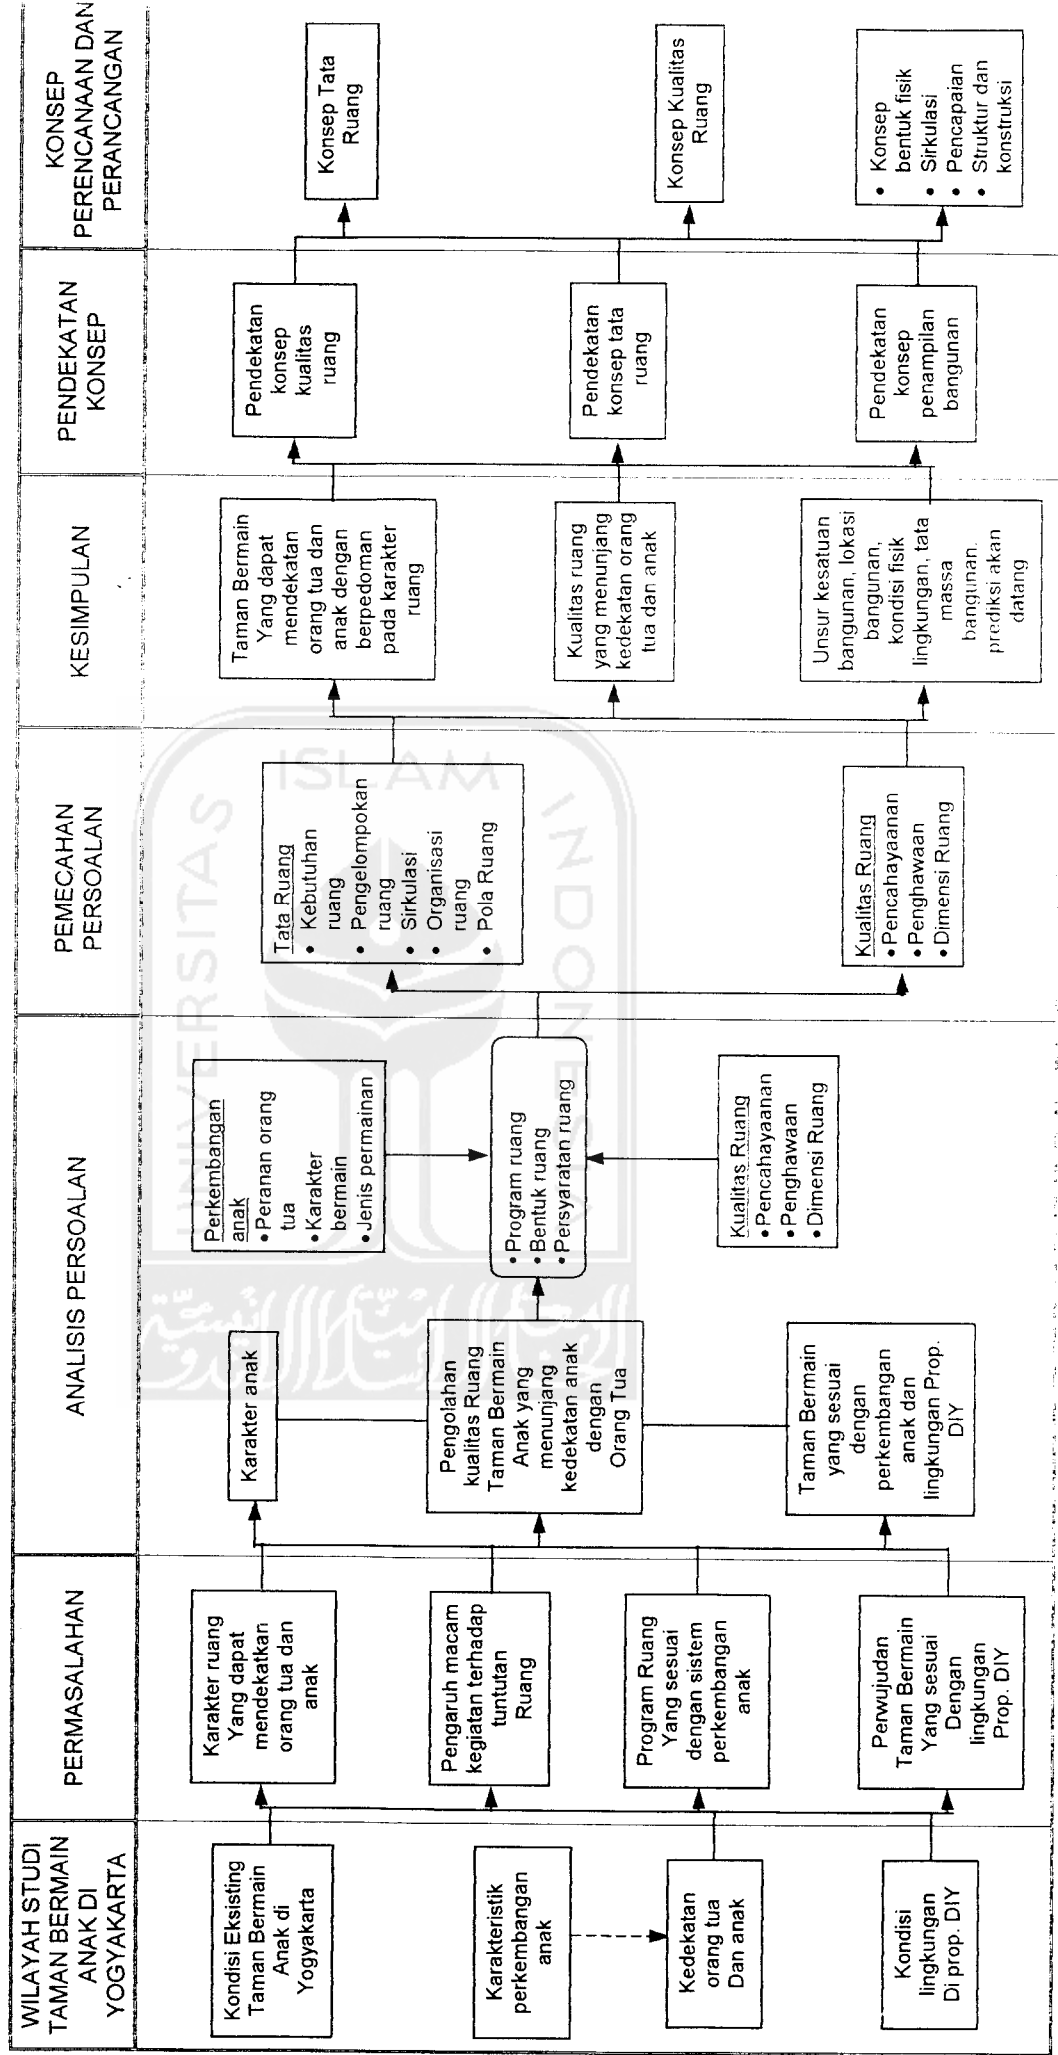 WILAYAH STUDI
TAMAN BERMAIN
ANAK DI
YOGYAKARTA
PERMASALAHAN
ANALISIS PERSOALAN
PEMECAHAN
PERSOALAN
KESIMPULAN
PENDEKATAN
KONSEP
KONSEP
PERENCANAAN DAN
PERANCANGAN
Kondisi Eksisting
Taman Bermain
Anak di
Yogyakarta
Karakteristik
perkembangan
anak
Kedekatan
orang tua
Dan anak
Kondisi
lingkungan
Di prop. DIY
Karakter ruang
Yang dapat
mendekatkan
orang tua dan
anak
Pengaruh macam
kegiatan terhadap
tuntutan
Ruang
Program Ruang
Yang sesuai
dengan sistem
perkembangan
anak
Perwujudan
Taman Bermain
Yang sesuai
Dengan
lingkungan
Prop. DIY
Karakter anak
Pengolahan
kualitas Ruang
Taman Bermain
Anak yang
menunjang
kedekatan anak
dengan
Orang Tua
Taman Bermain
yang sesuai
dengan
perkembangan
anak dan
lingkungan Prop.
DIY
Perkembangan
anak
• Peranan orang
tua
• Karakter
bermain
• Jenis permainan
• Program ruang
• Bentuk ruang
• Persyaratan ruang
Kualitas Ruang
• Pencahayaanan
• Penghawaan
• Dimensi Ruang
Tata Ruang
• Kebutuhan
ruang
• Pengelompokan
ruang
• Sirkulasi
• Organisasi
ruang
• Pola Ruang
Kualitas Ruang
• Pencahayanan
• Penghawaan
• Dimensi Ruang
Taman Bermain
Yang dapat
mendekatan
orang tua dan
anak dengan
berpedoman
pada karakter
ruang
Kualitas ruang
yang menunjang
kedekatan orang
tua dan anak
Unsur kesatuan
bangunan, lokasi
bangunan,
kondisi fisik
lingkungan, tata
massa
bangunan.
prediksi akan
datang
Pendekatan
konsep
kualitas
ruang
Pendekatan
konsep tata
ruang
Pendekatan
konsep
penampilan
bangunan
Konsep Tata
Ruang
Konsep Kualitas
Ruang
• Konsep
bentuk fisik
• Sirkulasi
• Pencapaian
• Struktur dan
konstruksi
UNIVERSITAS
ISLAM
INDONESIA